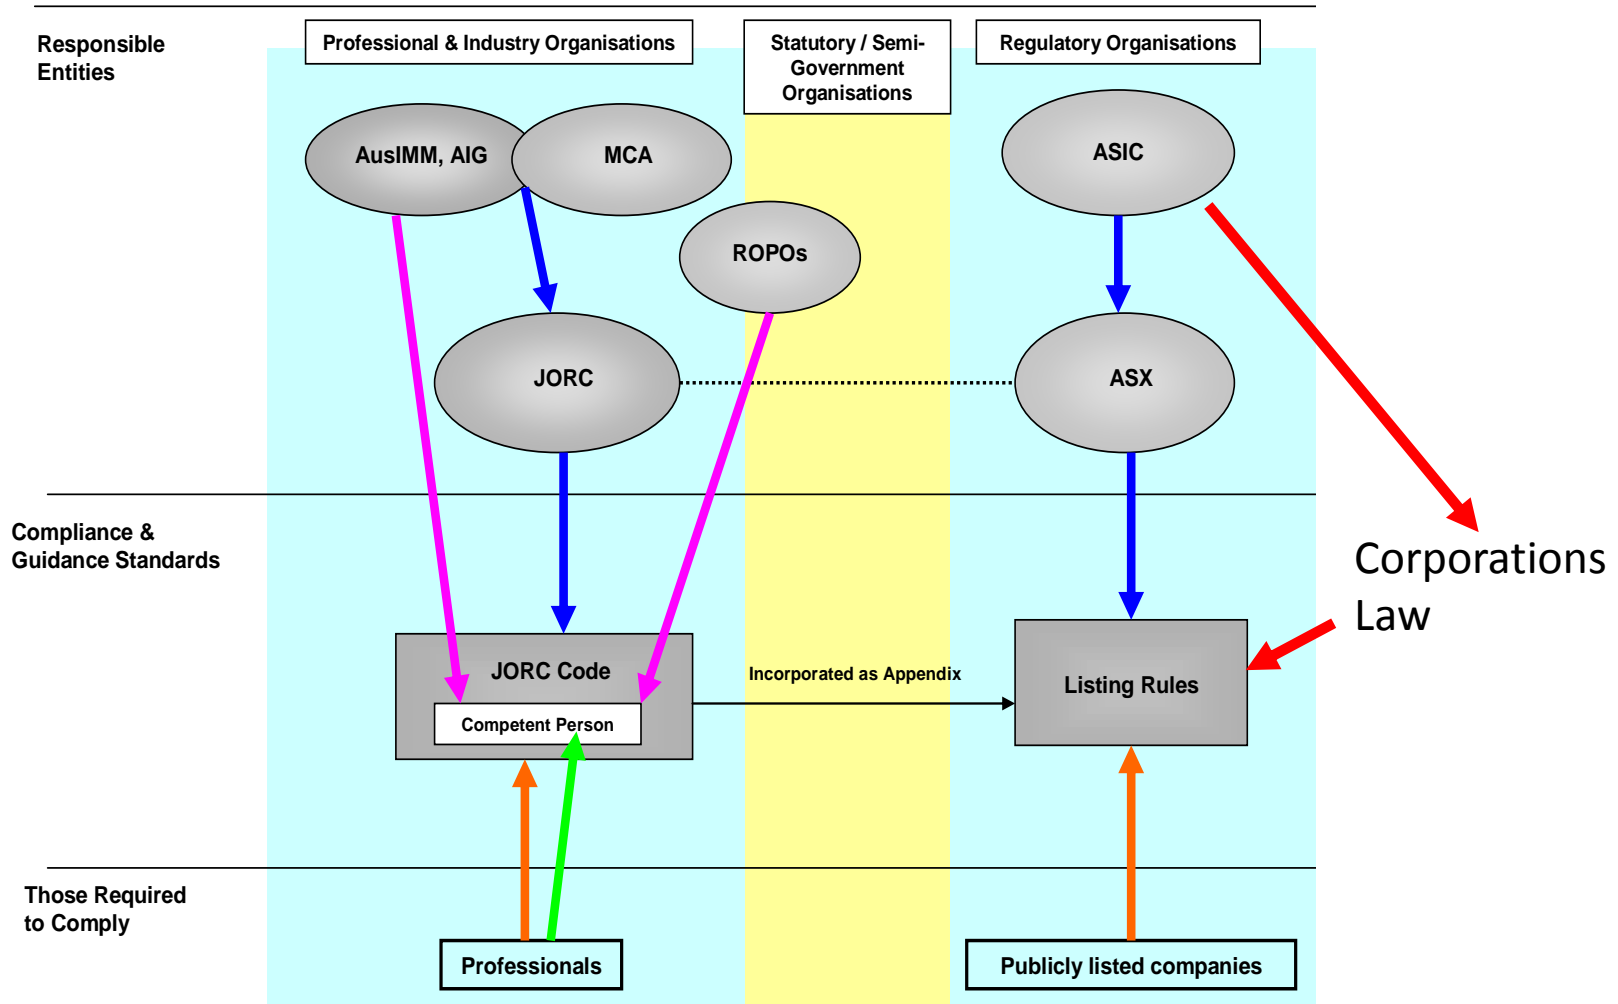 Responsible
Entities
Professional & Industry Organisations
Statutory / Semi-
Government
Organisations
Regulatory Organisations
AusIMM, AIG
MCA
ASIC
ROPOs
JORC
ASX
Compliance &
Guidance Standards
Corporations
Law
JORC Code
Competent Person
Incorporated as Appendix
Listing Rules
Those Required
to Comply
Professionals
Publicly listed companies